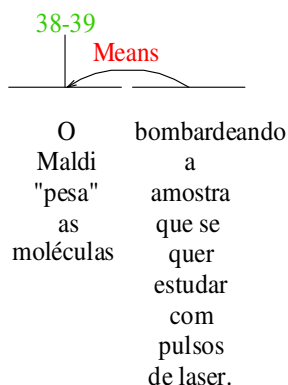 38-39
Means
O
Maldi
"pesa"
as
moléculas
bombardeando
a
amostra
que se
quer
estudar
com
pulsos
de laser.